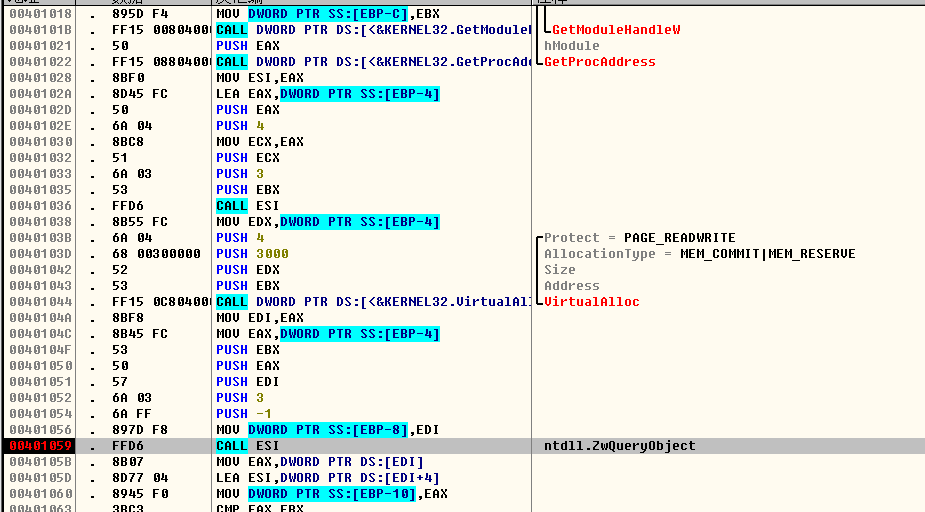 00401018 . 895D F4 MOV DWORD PTR SS:[EBP-C],EBX
0040101B . FF15 00804000 CALL DWORD PTR DS:[<&KERNEL32.GetModuleH GetModuleHandleW
00401021 . 50 PUSH EAX hModule
00401022 . FF15 08804000 CALL DWORD PTR DS:[<&KERNEL32.GetProcAdd GetProcAddress
00401028 . 8BF0 MOV ESI,EAX
0040102A . 8D45 FC LEA EAX,DWORD PTR SS:[EBP-4]
0040102D . 50 PUSH EAX
0040102E . 6A 04 PUSH 4
00401030 . 8BC8 MOV ECX,EAX
00401032 . 51 PUSH ECX
00401033 . 6A 03 PUSH 3
00401035 . 53 PUSH EBX
00401036 . FFD6 CALL ESI
00401038 . 8B55 FC MOV EDX,DWORD PTR SS:[EBP-4]
0040103B . 6A 04 PUSH 4 Protect = PAGE_READWRITE
0040103D . 68 00300000 PUSH 3000 AllocationType = MEM_COMMIT|MEM_RESERVE
00401042 . 52 PUSH EDX Size
00401043 . 53 PUSH EBX Address
00401044 . FF15 0C804000 CALL DWORD PTR DS:[<&KERNEL32.VirtualAll VirtualAlloc
0040104A . 8BF8 MOV EDI,EAX
0040104C . 8B45 FC MOV EAX,DWORD PTR SS:[EBP-4]
0040104F . 53 PUSH EBX
00401050 . 50 PUSH EAX
00401051 . 57 PUSH EDI
00401052 . 6A 03 PUSH 3
00401054 . 6A FF PUSH -1
00401056 . 897D F8 MOV DWORD PTR SS:[EBP-8],EDI
00401059 . FFD6 CALL ESI ntdll.ZwQueryObject
0040105B . 8B07 MOV EAX,DWORD PTR DS:[EDI]
0040105D . 8D77 04 LEA ESI,DWORD PTR DS:[EDI+4]
00401060 . 8945 F0 MOV DWORD PTR SS:[EBP-10],EAX
00401063 . 3BC3 CMP EAX,EBX